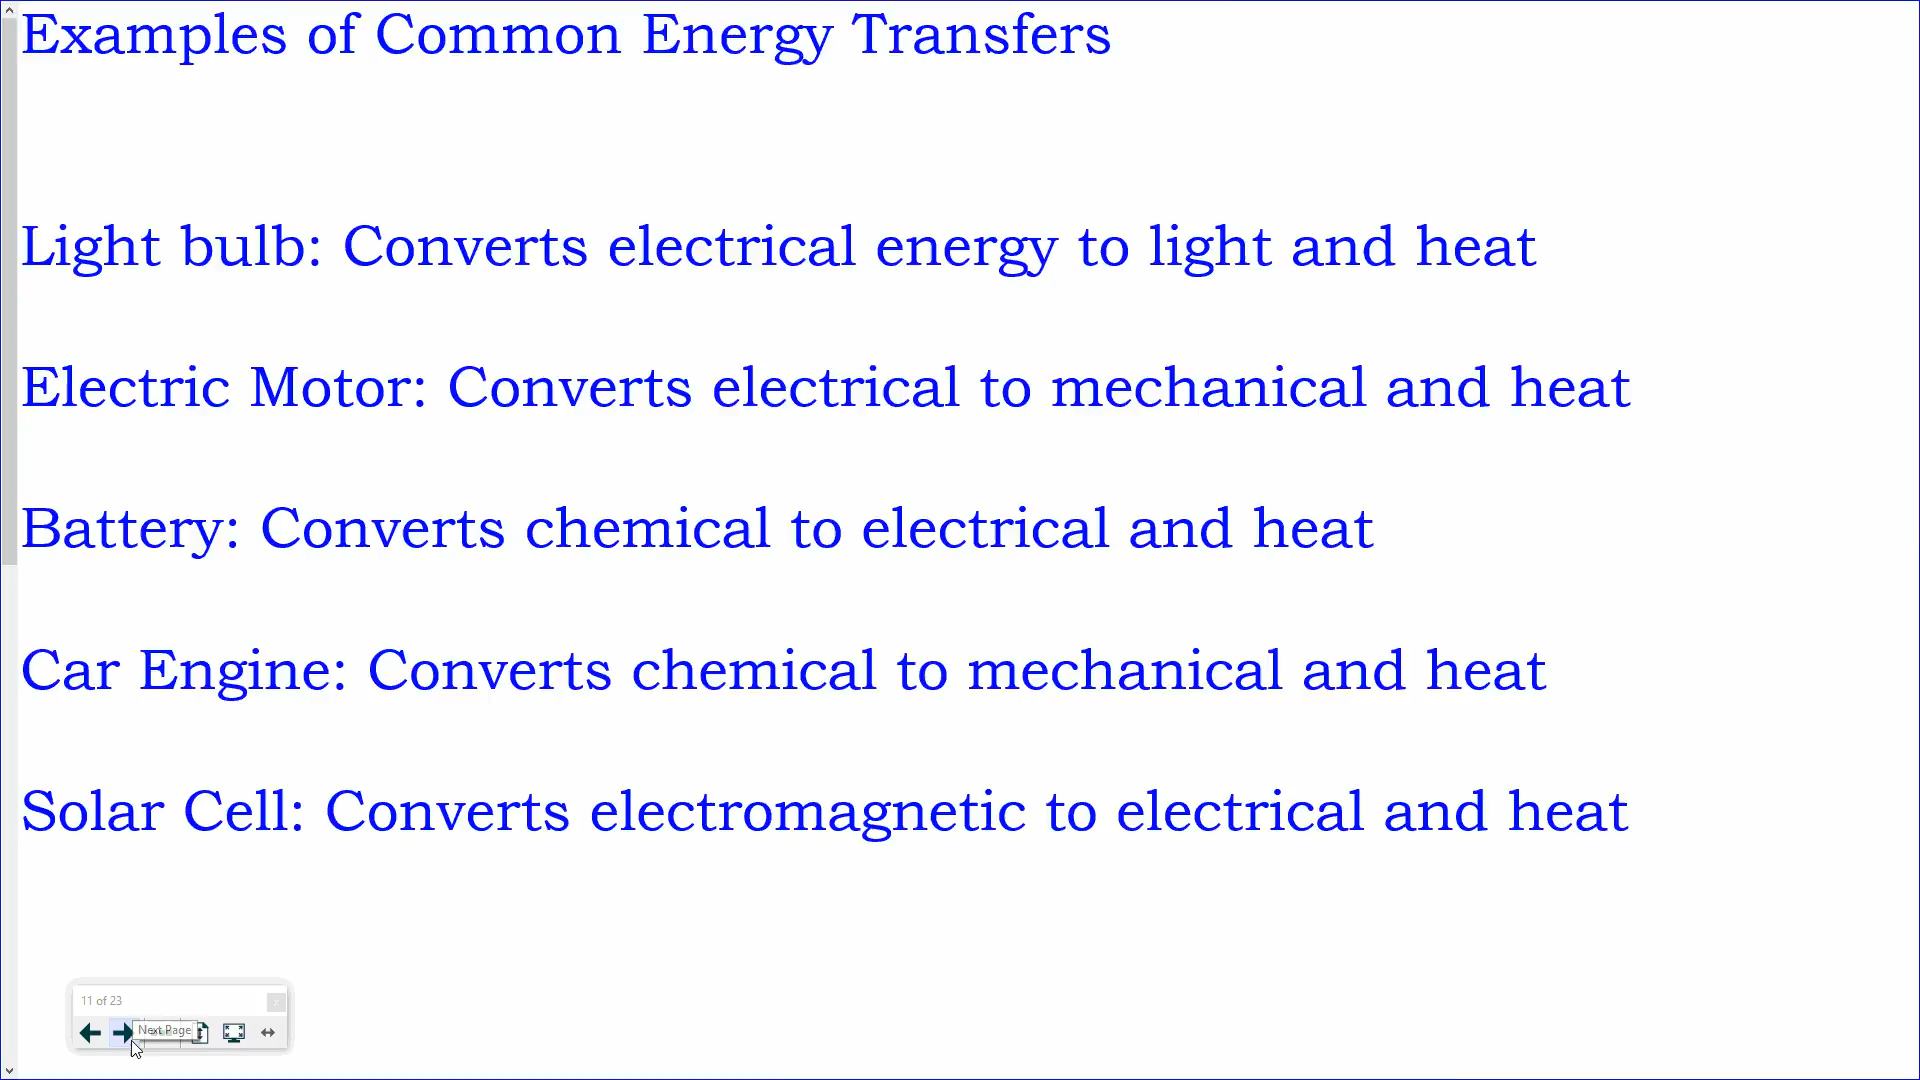 Examples of Common Energy Transfers
Light bulb: Converts electrical energy to light and heat
Electric Motor: Converts electrical to mechanical and heat
Battery: Converts chemical to electrical and heat
Car Engine: Converts chemical to mechanical and heat
Solar Cell: Converts electromagnetic to electrical and heat
11 of 23
Next Page